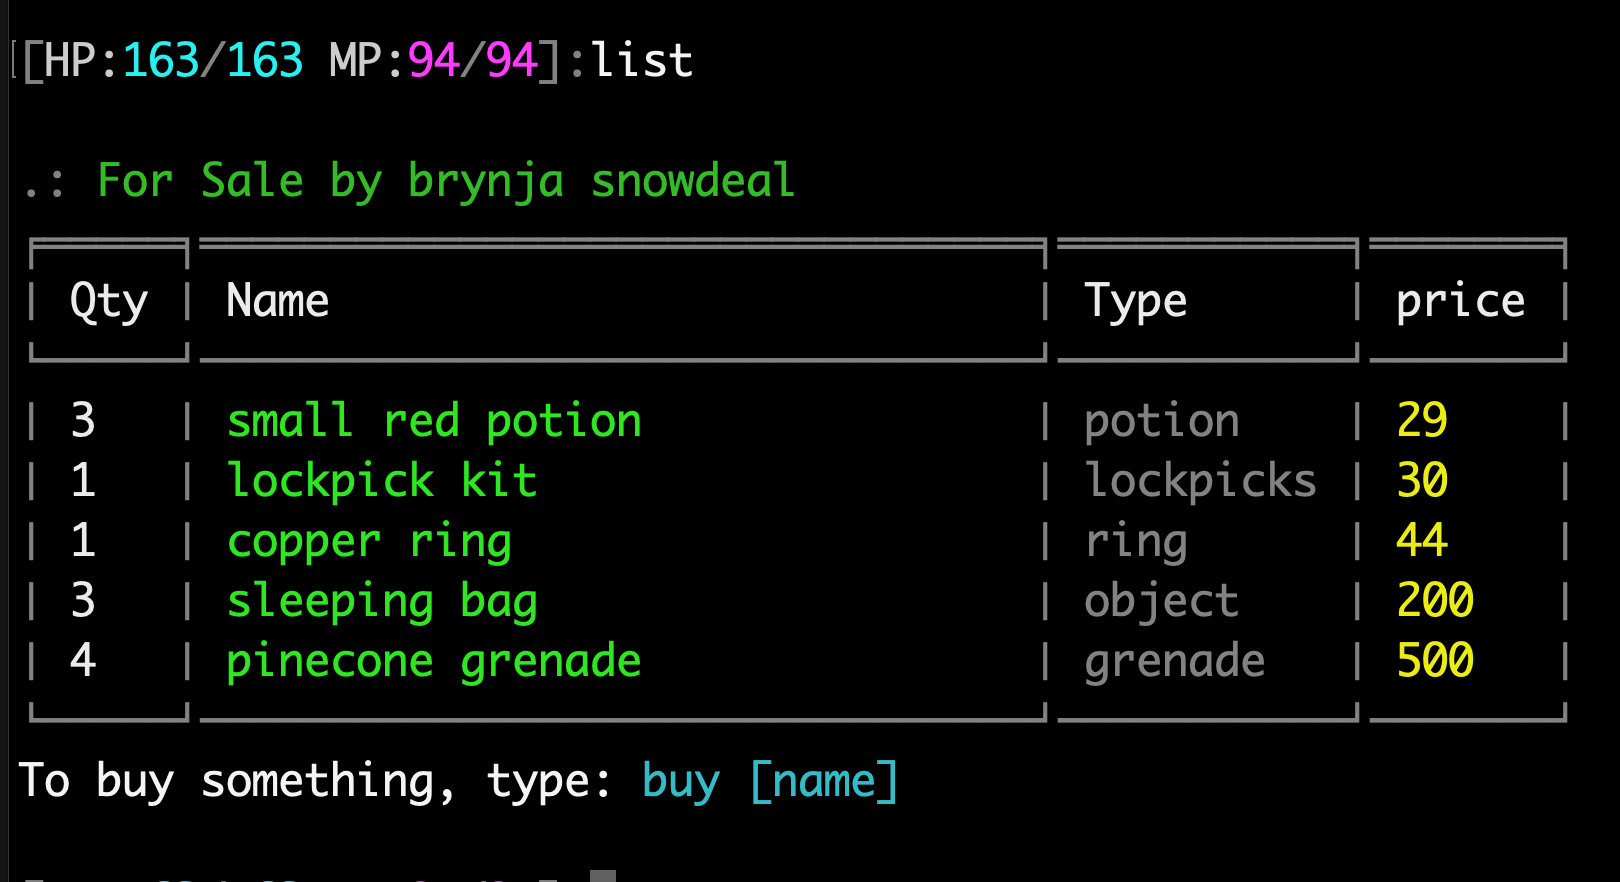 [HP:163/163 MP:94/94]:list
.: For Sale by brynja snowdeal
Qty Name Type price
3 small red potion potion 29
1 lockpick kit lockpicks 30
1 copper ring ring 44
3 sleeping bag object 200
4 pinecone grenade grenade 500
To buy something, type: buy [name]